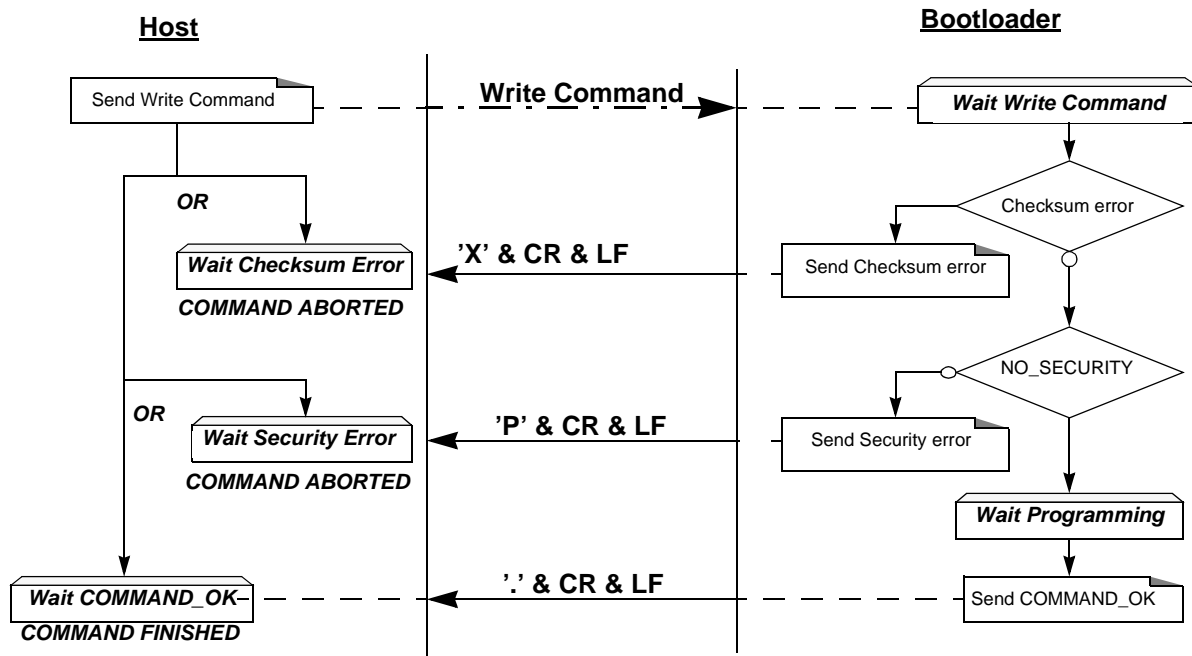 Host
Bootloader
Send Write Command
Write Command
Wait Write Command
OR
Checksum error
Wait Checksum Error
’X’ & CR & LF
Send Checksum error
COMMAND ABORTED
NO_SECURITY
OR
Wait Security Error
’P’ & CR & LF
Send Security error
COMMAND ABORTED
Wait Programming
Wait COMMAND_OK
’.’ & CR & LF
Send COMMAND_OK
COMMAND FINISHED